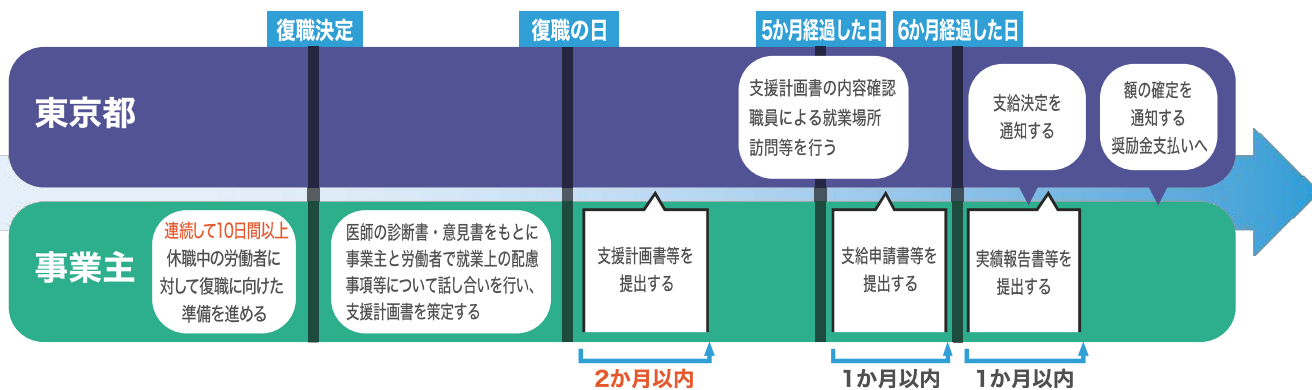 復職決定
復職の日
5か月経過した日
6か月経過した日
東京都
支援計画書の内容確認
職員による就業場所
訪問等を行う
支給決定を
通知する
額の確定を
通知する
奨励金支払いへ
事業主
連続して10日間以上
休職中の労働者に
対して復職に向けた
準備を進める
医師の診断書・意見書をもとに
事業主と労働者で就業上の配慮
事項等について話し合いを行い、
支援計画書を策定する
支援計画書等を
提出する
支給申請書等を
提出する
実績報告書等を
提出する
2か月以内
1か月以内
1か月以内